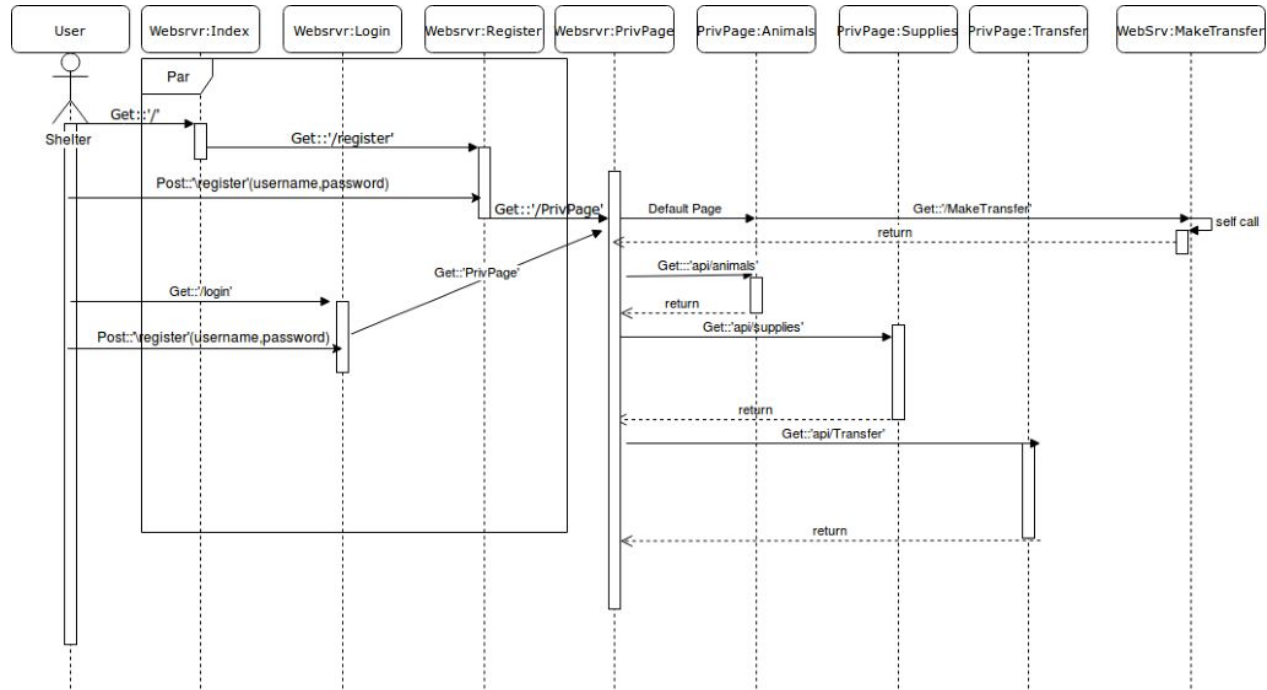 User
Websrvr:Index
Websrvr:Login
Websrvr:Register
Websrvr:PrivPage
PrivPage:Animals
PrivPage:Supplies
PrivPage:Transfer
WebSrv:MakeTransfer
Par
Get::'/'
Shelter
Get::'/register'
Post::'\register'(username,password)
Get::'/PrivPage'
Default Page
Get::'/MakeTransfer'
self call
return
Get::'PrivPage'
Get:::'api/animals'
Get::'/login'
return
Get::'api/supplies'
Post::'\register'(username,password)
return
Get::'api/Transfer'
return